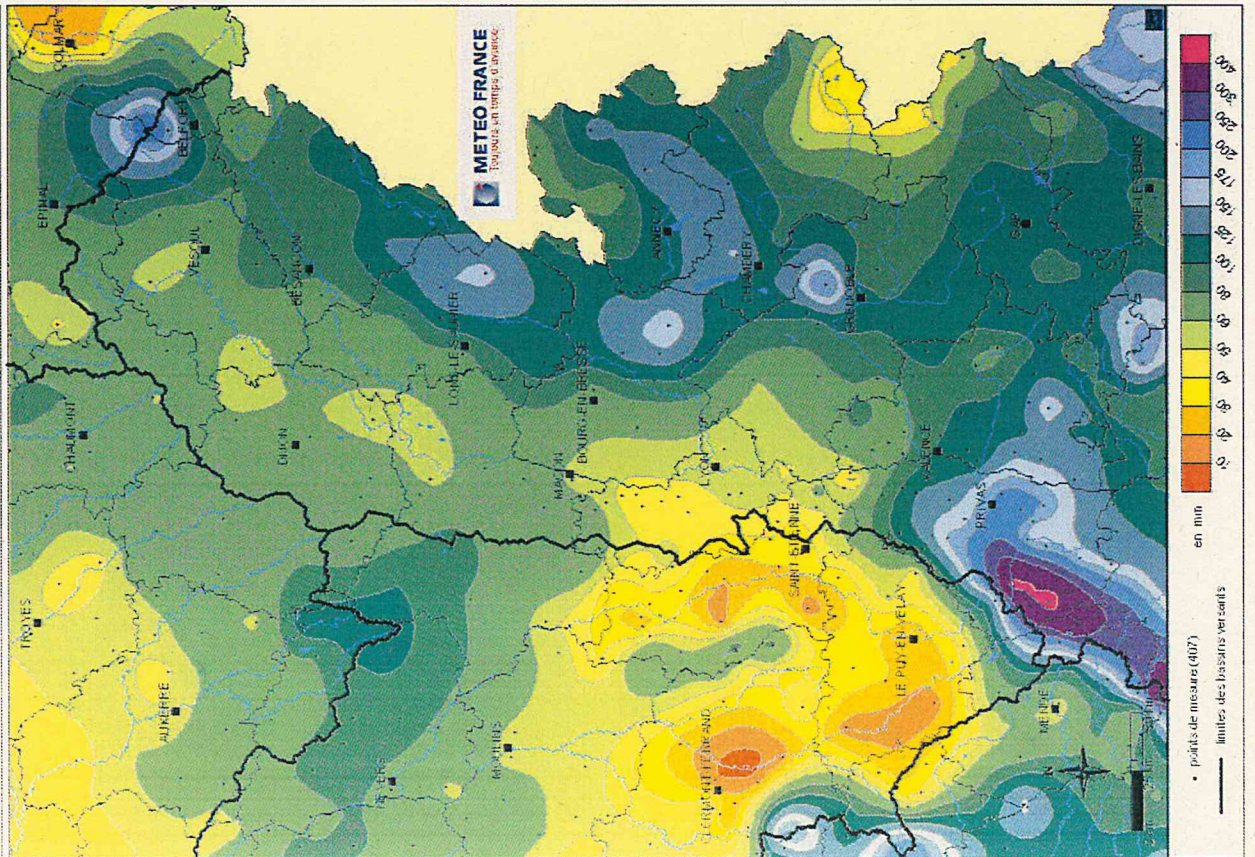 COLMAR
EPINAL
BELFORT
VESOUL
BESANCON
CHAUMONT
DIJON
TROYES
AUXERRE
NEVERS
MOULINS
LONS-LE-SAUNIER
MACON
BOURG-EN-BRESSE
METEO FRANCE
Toujours un temps d'avance
ANNECY
CHAMBERY
LYON
SAINT-ETIENNE
CLERMONT-FERRAND
LE-PUY-EN-VELAY
GRENOBLE
VALENCE
PRIVAS
GAP
DIGNE-LES-BAINS
MENDE
N
400
300
250
200
175
150
125
100
80
60
50
40
30
20
10
en mm
points de mesure (407)
limites des bassins versants